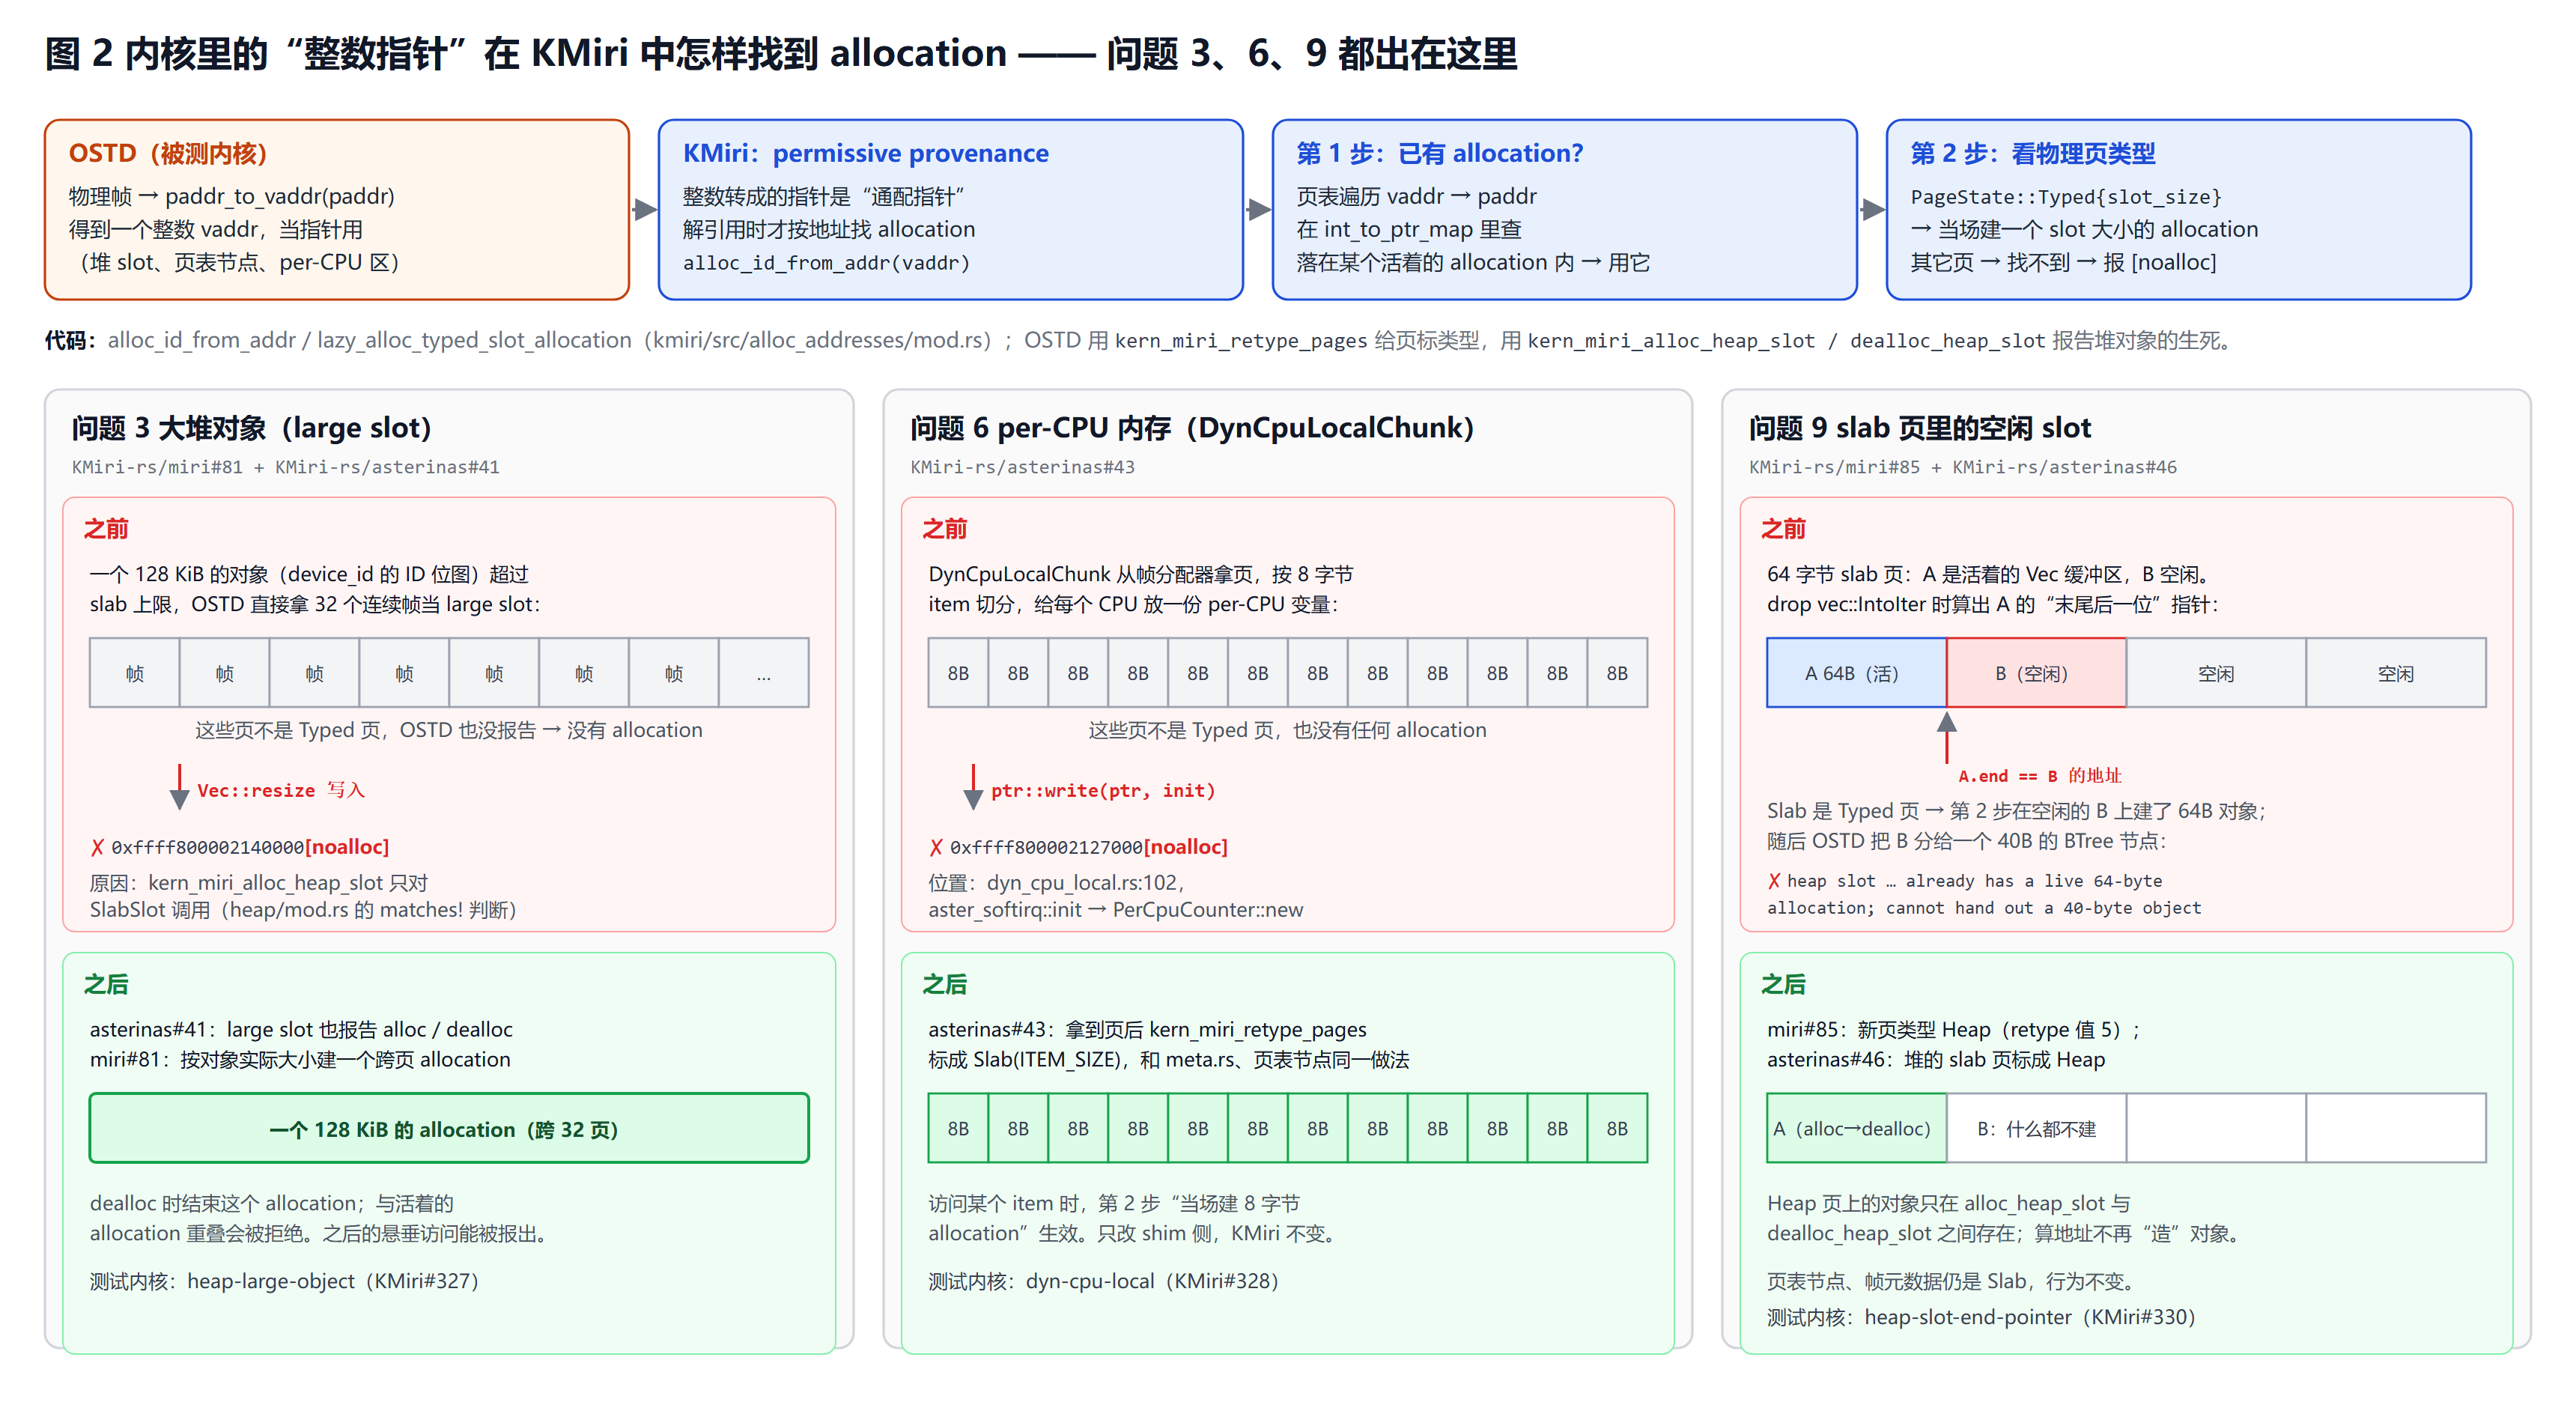 图 2 内核里的“整数指针”在 KMiri 中怎样找到 allocation —— 问题 3、6、9 都出在这里
OSTD（被测内核）
物理帧 → paddr_to_vaddr(paddr)
得到一个整数 vaddr，当指针用
（堆 slot、页表节点、per-CPU 区）
KMiri：permissive provenance
整数转成的指针是“通配指针”
解引用时才按地址找 allocation
alloc_id_from_addr(vaddr)
第 1 步：已有 allocation?
页表遍历 vaddr → paddr
在 int_to_ptr_map 里查
落在某个活着的 allocation 内 → 用它
第 2 步：看物理页类型
PageState::Typed{slot_size}
→ 当场建一个 slot 大小的 allocation
其它页 → 找不到 → 报 [noalloc]
代码：alloc_id_from_addr / lazy_alloc_typed_slot_allocation（kmiri/src/alloc_addresses/mod.rs）；OSTD 用 kern_miri_retype_pages 给页标类型，用 kern_miri_alloc_heap_slot / dealloc_heap_slot 报告堆对象的生死。
问题 3 大堆对象（large slot）
KMiri-rs/miri#81 + KMiri-rs/asterinas#41
之前
一个 128 KiB 的对象（device_id 的 ID 位图）超过
slab 上限，OSTD 直接拿 32 个连续帧当 large slot：
帧 帧 帧 帧 帧 帧 帧 …
这些页不是 Typed 页，OSTD 也没报告 → 没有 allocation
Vec::resize 写入
✗ 0xffff800002140000[noalloc]
原因：kern_miri_alloc_heap_slot 只对
SlabSlot 调用（heap/mod.rs 的 matches! 判断）
之后
asterinas#41：large slot 也报告 alloc / dealloc
miri#81：按对象实际大小建一个跨页 allocation
一个 128 KiB 的 allocation（跨 32 页）
dealloc 时结束这个 allocation；与活着的
allocation 重叠会被拒绝。之后的悬垂访问能被报出。
测试内核：heap-large-object（KMiri#327）
问题 6 per-CPU 内存（DynCpuLocalChunk）
KMiri-rs/asterinas#43
之前
DynCpuLocalChunk 从帧分配器拿页，按 8 字节
item 切分，给每个 CPU 放一份 per-CPU 变量：
8B 8B 8B 8B 8B 8B 8B 8B 8B 8B 8B 8B
这些页不是 Typed 页，也没有任何 allocation
ptr::write(ptr, init)
✗ 0xffff800002127000[noalloc]
位置：dyn_cpu_local.rs:102，
aster_softirq::init → PerCpuCounter::new
之后
asterinas#43：拿到页后 kern_miri_retype_pages
标成 Slab(ITEM_SIZE)，和 meta.rs、页表节点同一做法
8B 8B 8B 8B 8B 8B 8B 8B 8B 8B 8B 8B
访问某个 item 时，第 2 步“当场建 8 字节
allocation”生效。只改 shim 侧，KMiri 不变。
测试内核：dyn-cpu-local（KMiri#328）
问题 9 slab 页里的空闲 slot
KMiri-rs/miri#85 + KMiri-rs/asterinas#46
之前
64 字节 slab 页：A 是活着的 Vec 缓冲区，B 空闲。
drop vec::IntoIter 时算出 A 的“末尾后一位”指针：
A 64B（活） B（空闲） 空闲 空闲
A.end == B 的地址
Slab 是 Typed 页 → 第 2 步在空闲的 B 上建了 64B 对象；
随后 OSTD 把 B 分给一个 40B 的 BTree 节点：
✗ heap slot … already has a live 64-byte
allocation; cannot hand out a 40-byte object
之后
miri#85：新页类型 Heap（retype 值 5）；
asterinas#46：堆的 slab 页标成 Heap
A（alloc→dealloc） B：什么都不建
Heap 页上的对象只在 alloc_heap_slot 与
dealloc_heap_slot 之间存在；算地址不再“造”对象。
页表节点、帧元数据仍是 Slab，行为不变。
测试内核：heap-slot-end-pointer（KMiri#330）